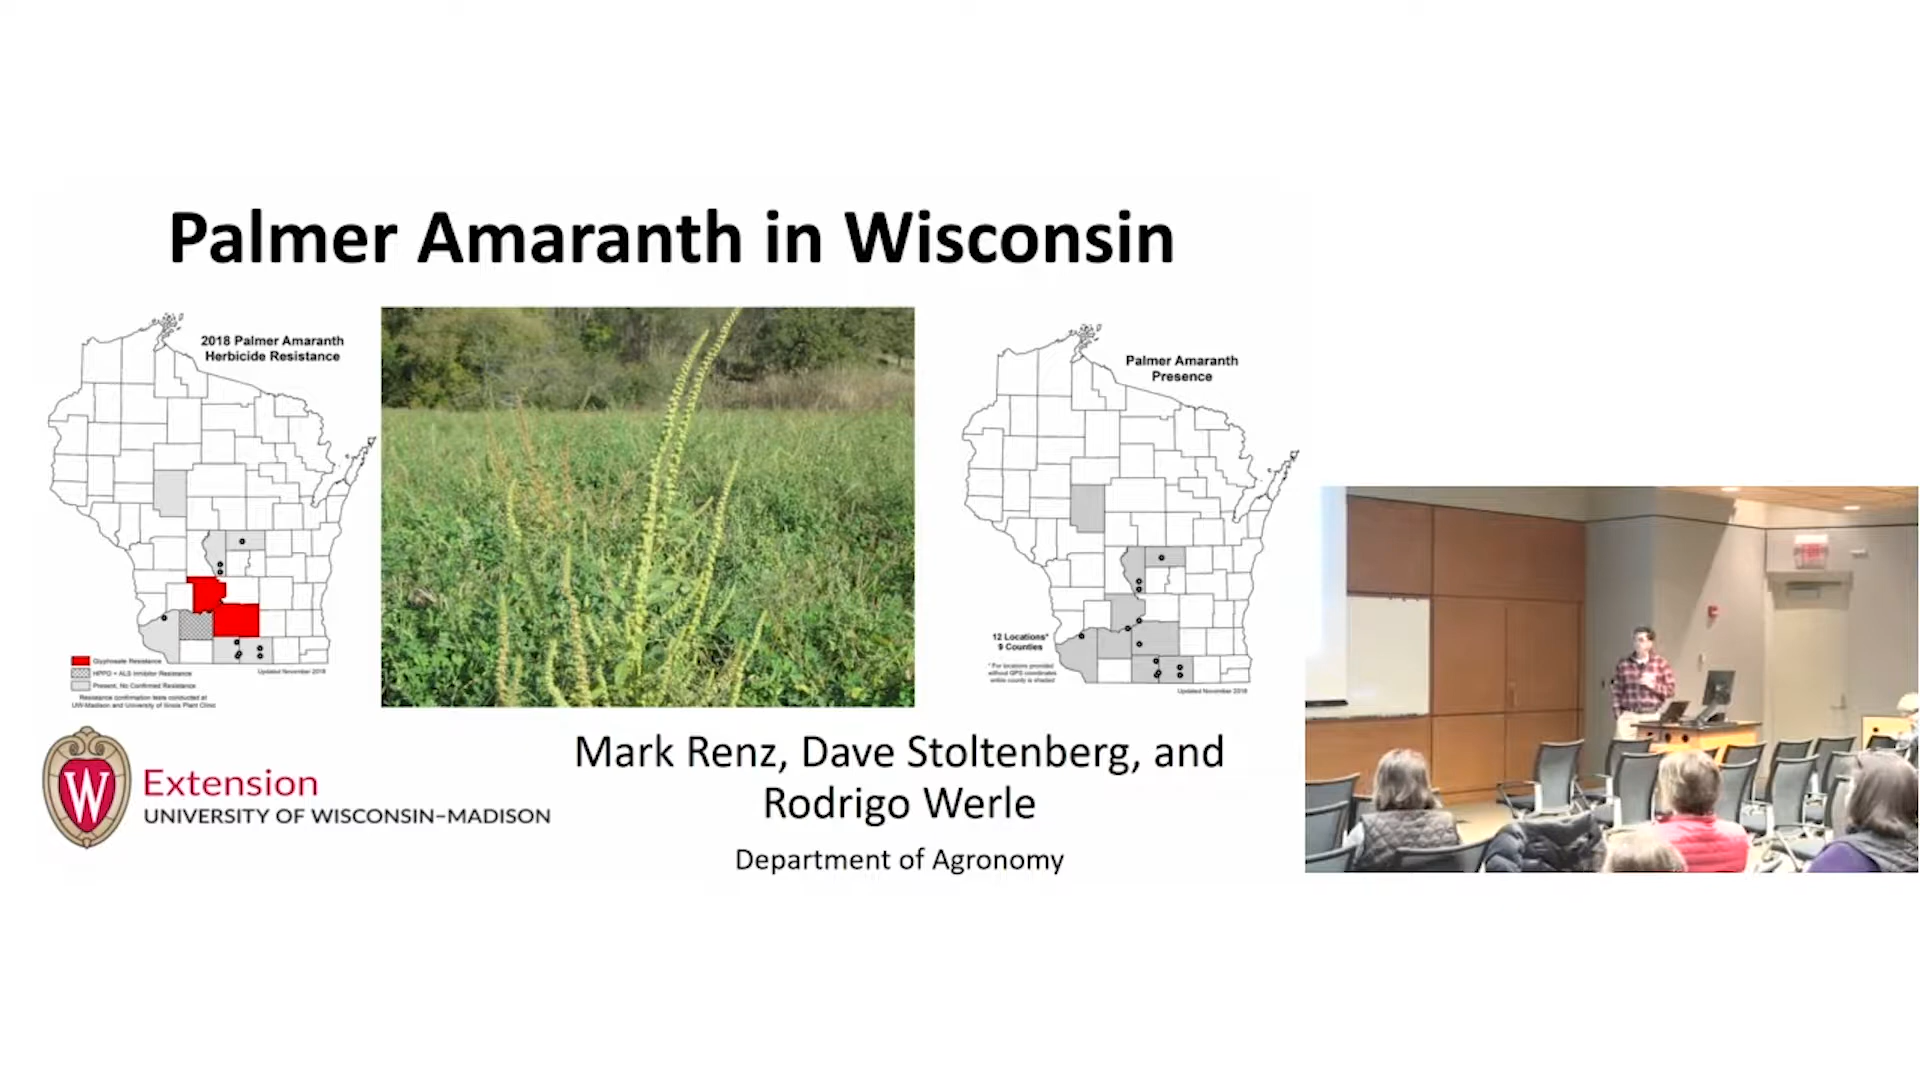 Palmer Amaranth in Wisconsin
2018 Palmer Amaranth
Herbicide Resistance
Glyphosate Resistance
HPPD + ALS Inhibitor Resistance
Present, No Confirmed Resistance
Resistance confirmation tests conducted at
UW-Madison and University of Illinois Plant Clinic
Updated November 2018
Palmer Amaranth
Presence
12 Locations*
9 Counties
* For locations provided
without GPS coordinates
entire county is shaded
Updated November 2018
W
Extension
UNIVERSITY OF WISCONSIN–MADISON
Mark Renz, Dave Stoltenberg, and
Rodrigo Werle
Department of Agronomy